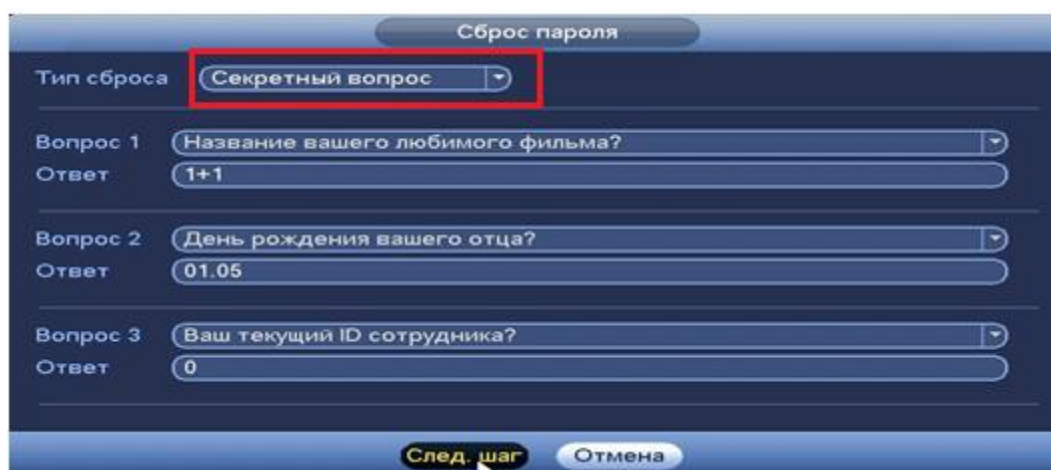 Сброс пароля
Тип сброса Секретный вопрос
Вопрос 1 Название вашего любимого фильма?
Ответ 1+1
Вопрос 2 День рождения вашего отца?
Ответ 01.05
Вопрос 3 Ваш текущий ID сотрудника?
Ответ 0
След. шаг Отмена